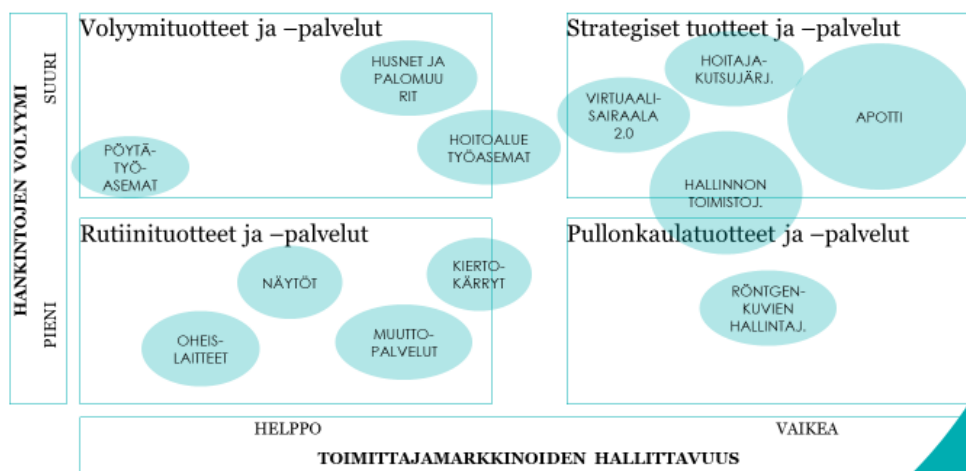 Volyymituotteet ja –palvelut
Strategiset tuotteet ja –palvelut
HANKINTOJEN VOLYYMI
SUURI
PIENI
HUSNET JA
PALOMUU
RIT
HOITOALUE
TYÖASEMAT
PÖYTÄ-
TYÖ-
ASEMAT
HOITAJA-
KUTSUJÄRJ.
VIRTUAALI-
SAIRAALA
2.0
APOTTI
HALLINNON
TOIMISTOJ.
Rutiinituotteet ja –palvelut
Pullonkaulatuotteet ja –palvelut
NÄYTÖT
KIERTO-
KÄRRYT
OHEIS-
LAITTEET
MUUTTO-
PALVELUT
RÖNTGEN-
KUVIEN
HALLINTAJ.
HELPPO
VAIKEA
TOIMITTAJAMARKKINOIDEN HALLITTAVUUS